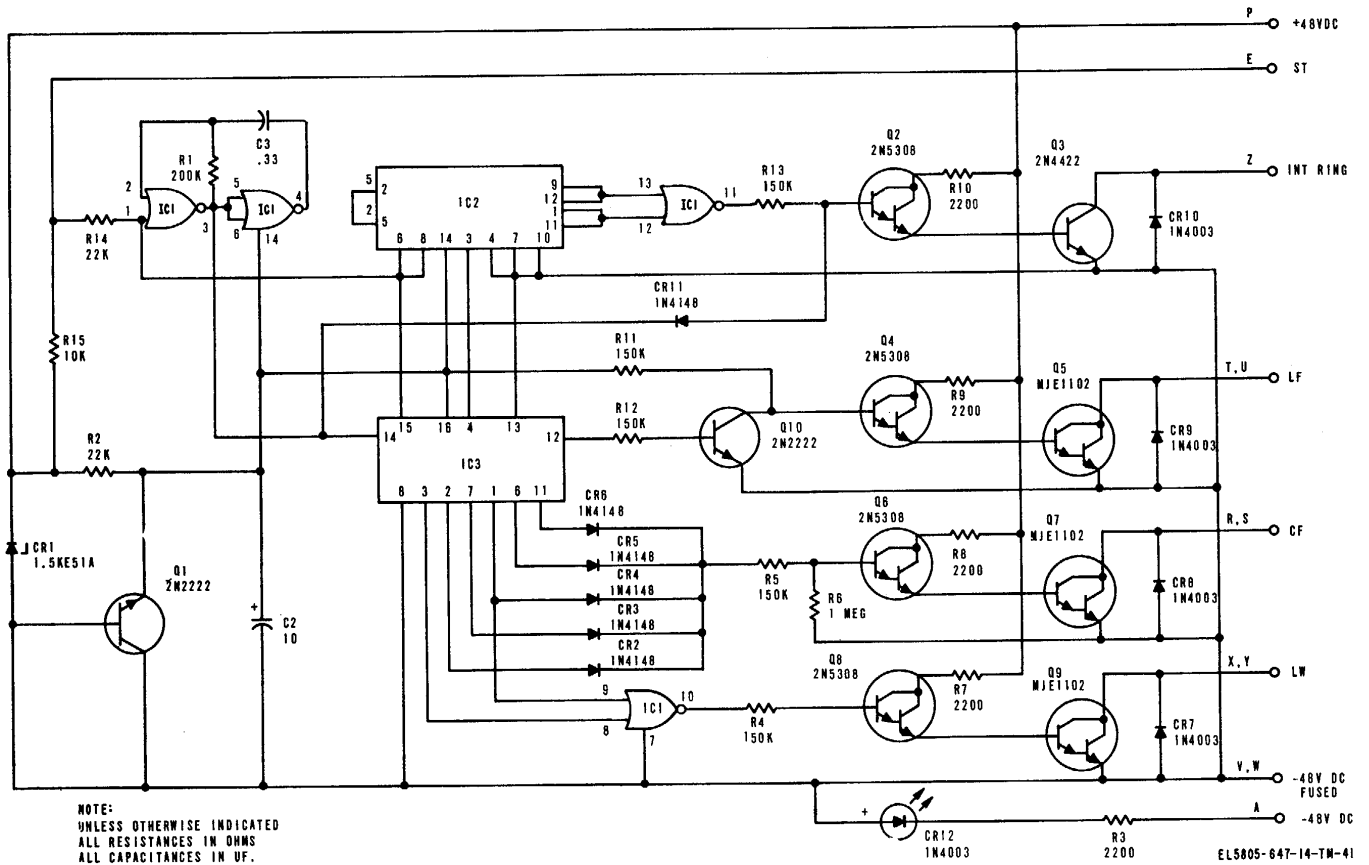 P
+48VDC
E
ST
C3
.33
R1
200K
2
1
IC1
3
5
6
IC1
4
14
R14
22K
5
2
2
5
IC2
9
12
1
11
6
8
14
3
4
7
10
13
12
IC1
11
R13
150K
Q2
2N5308
R10
2200
Q3
2N4422
Z
INT RING
CR10
1N4003
CR11
1N4148
R15
10K
R11
150K
R12
150K
Q10
2N2222
Q4
2N5308
R9
2200
Q5
MJE1102
T,U
LF
CR9
1N4003
R2
22K
14
15
16
4
13
12
IC3
8
3
2
7
1
6
11
CR6
1N4148
CR5
1N4148
CR4
1N4148
CR3
1N4148
CR2
1N4148
R5
150K
R6
1 MEG
Q6
2N5308
R8
2200
Q7
MJE1102
R,S
CF
CR8
1N4003
CR1
1.5KE51A
Q1
2N2222
+
C2
10
9
8
IC1
10
7
R4
150K
Q8
2N5308
R7
2200
Q9
MJE1102
X,Y
LW
CR7
1N4003
V,W
-48V DC
FUSED
+
CR12
1N4003
R3
2200
A
-48V DC
NOTE:
UNLESS OTHERWISE INDICATED
ALL RESISTANCES IN OHMS
ALL CAPACITANCES IN UF.
EL5805-647-14-TM-41